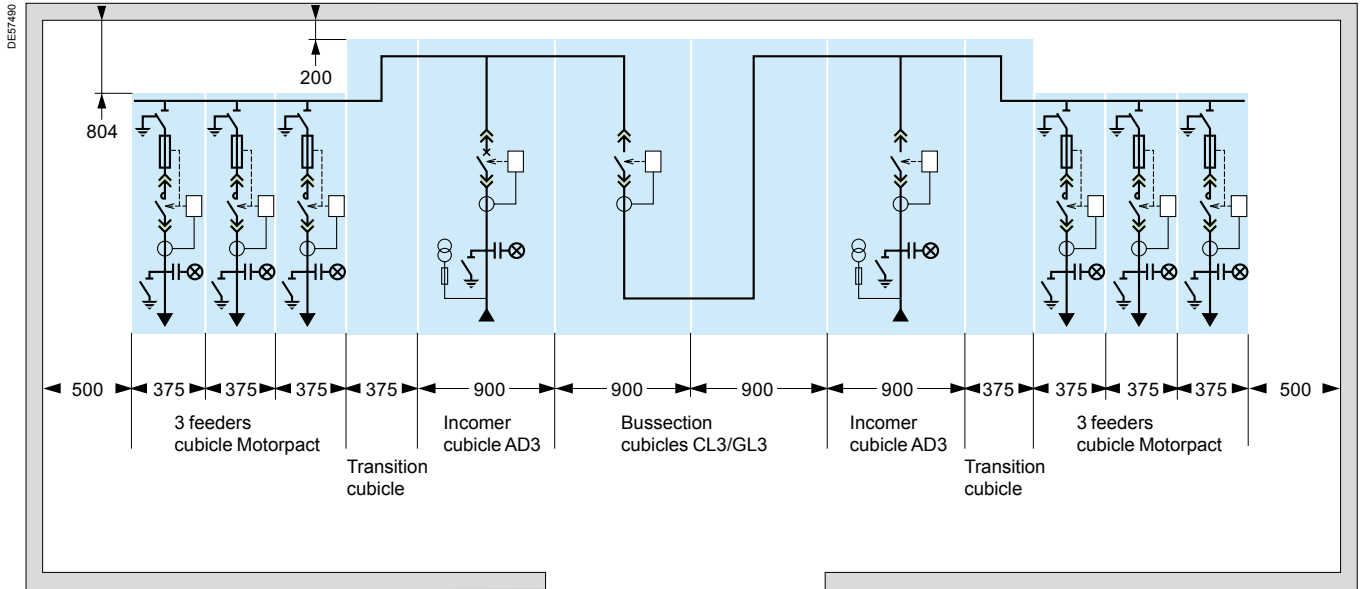 DE57490
200
804
500
375
375
375
375
900
900
900
900
375
375
375
375
500
3 feeders
cubicle Motorpact
Transition
cubicle
Incomer
cubicle AD3
Bussection
cubicles CL3/GL3
Incomer
cubicle AD3
Transition
cubicle
3 feeders
cubicle Motorpact